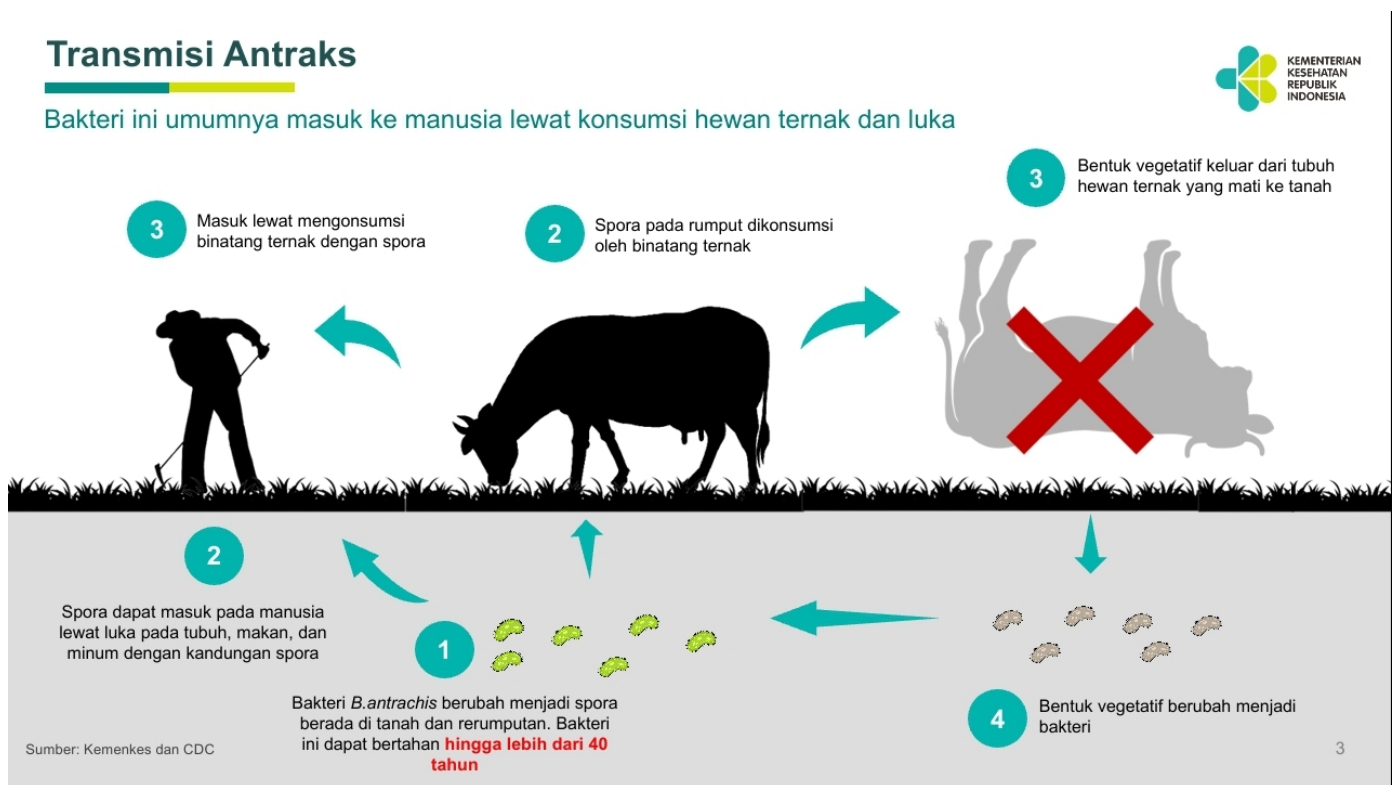 Transmisi Antraks
KEMENTERIAN
KESEHATAN
REPUBLIK
INDONESIA
Bakteri ini umumnya masuk ke manusia lewat konsumsi hewan ternak dan luka
3
Masuk lewat mengonsumsi
binatang ternak dengan spora
2
Spora pada rumput dikonsumsi
oleh binatang ternak
3
Bentuk vegetatif keluar dari tubuh
hewan ternak yang mati ke tanah
2
Spora dapat masuk pada manusia
lewat luka pada tubuh, makan, dan
minum dengan kandungan spora
1
Bakteri B.antrachis berubah menjadi spora
berada di tanah dan rerumputan. Bakteri
ini dapat bertahan hingga lebih dari 40
tahun
4
Bentuk vegetatif berubah menjadi
bakteri
Sumber: Kemenkes dan CDC
3